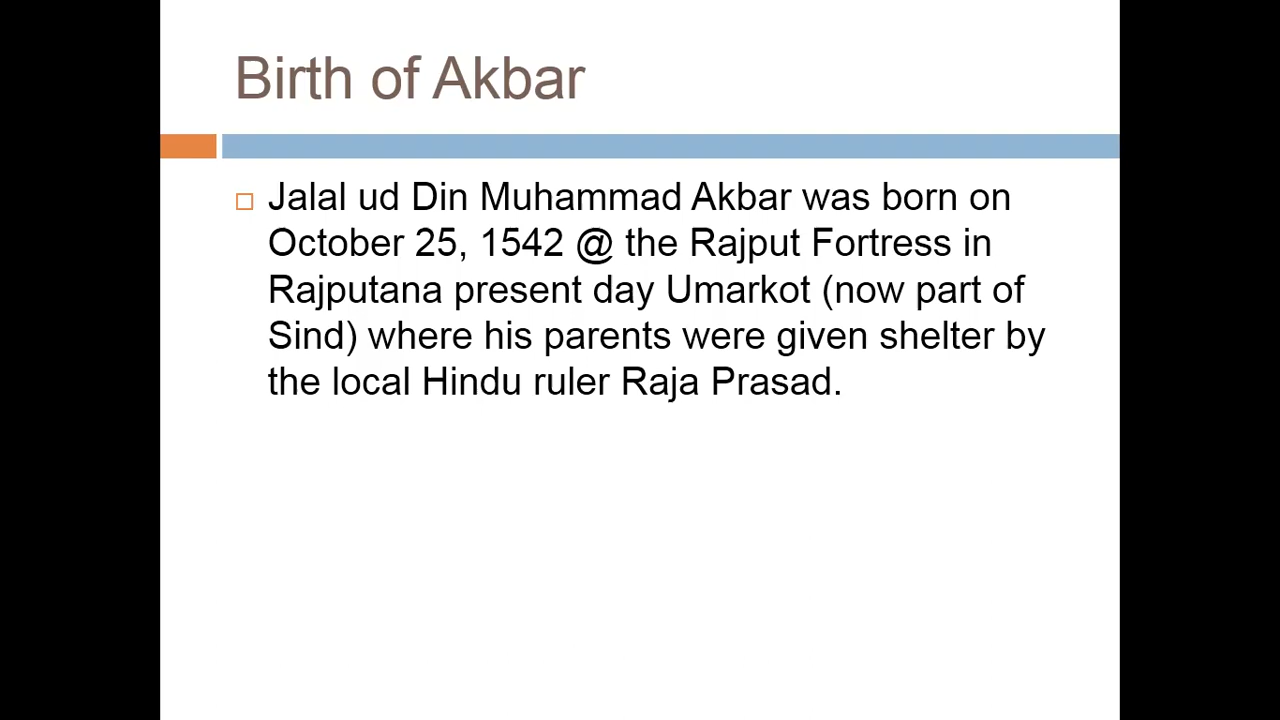 Birth of Akbar
Jalal ud Din Muhammad Akbar was born on
October 25, 1542 @ the Rajput Fortress in
Rajputana present day Umarkot (now part of
Sind) where his parents were given shelter by
the local Hindu ruler Raja Prasad.